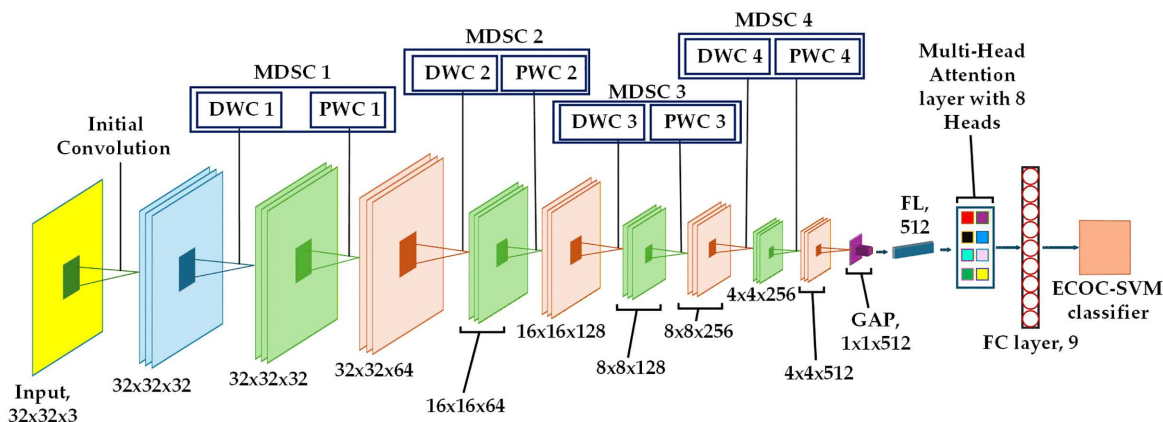 MDSC 1
DWC 1
PWC 1
MDSC 2
DWC 2
PWC 2
MDSC 3
DWC 3
PWC 3
MDSC 4
DWC 4
PWC 4
Multi-Head
Attention
layer with 8
Heads
Initial
Convolution
FL,
512
Input,
32x32x3
32x32x32
32x32x32
32x32x64
16x16x64
16x16x128
8x8x128
8x8x256
4x4x256
4x4x512
GAP,
1x1x512
FC layer, 9
ECOC-SVM
classifier